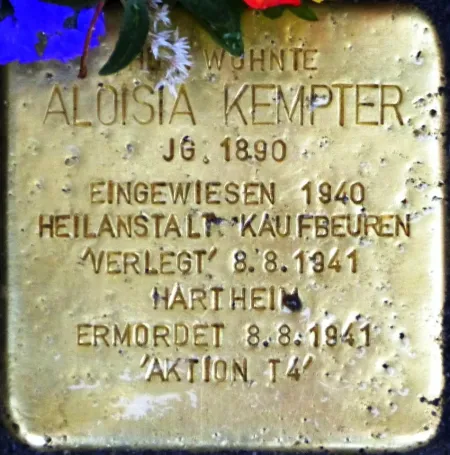 HIER WOHNTE
ALOISIA KEMPTER
JG. 1890
EINGEWIESEN 1940
HEILANSTALT KAUFBEUREN
'VERLEGT' 8.8.1941
HARTHEIM
ERMORDET 8.8.1941
'AKTION T4'